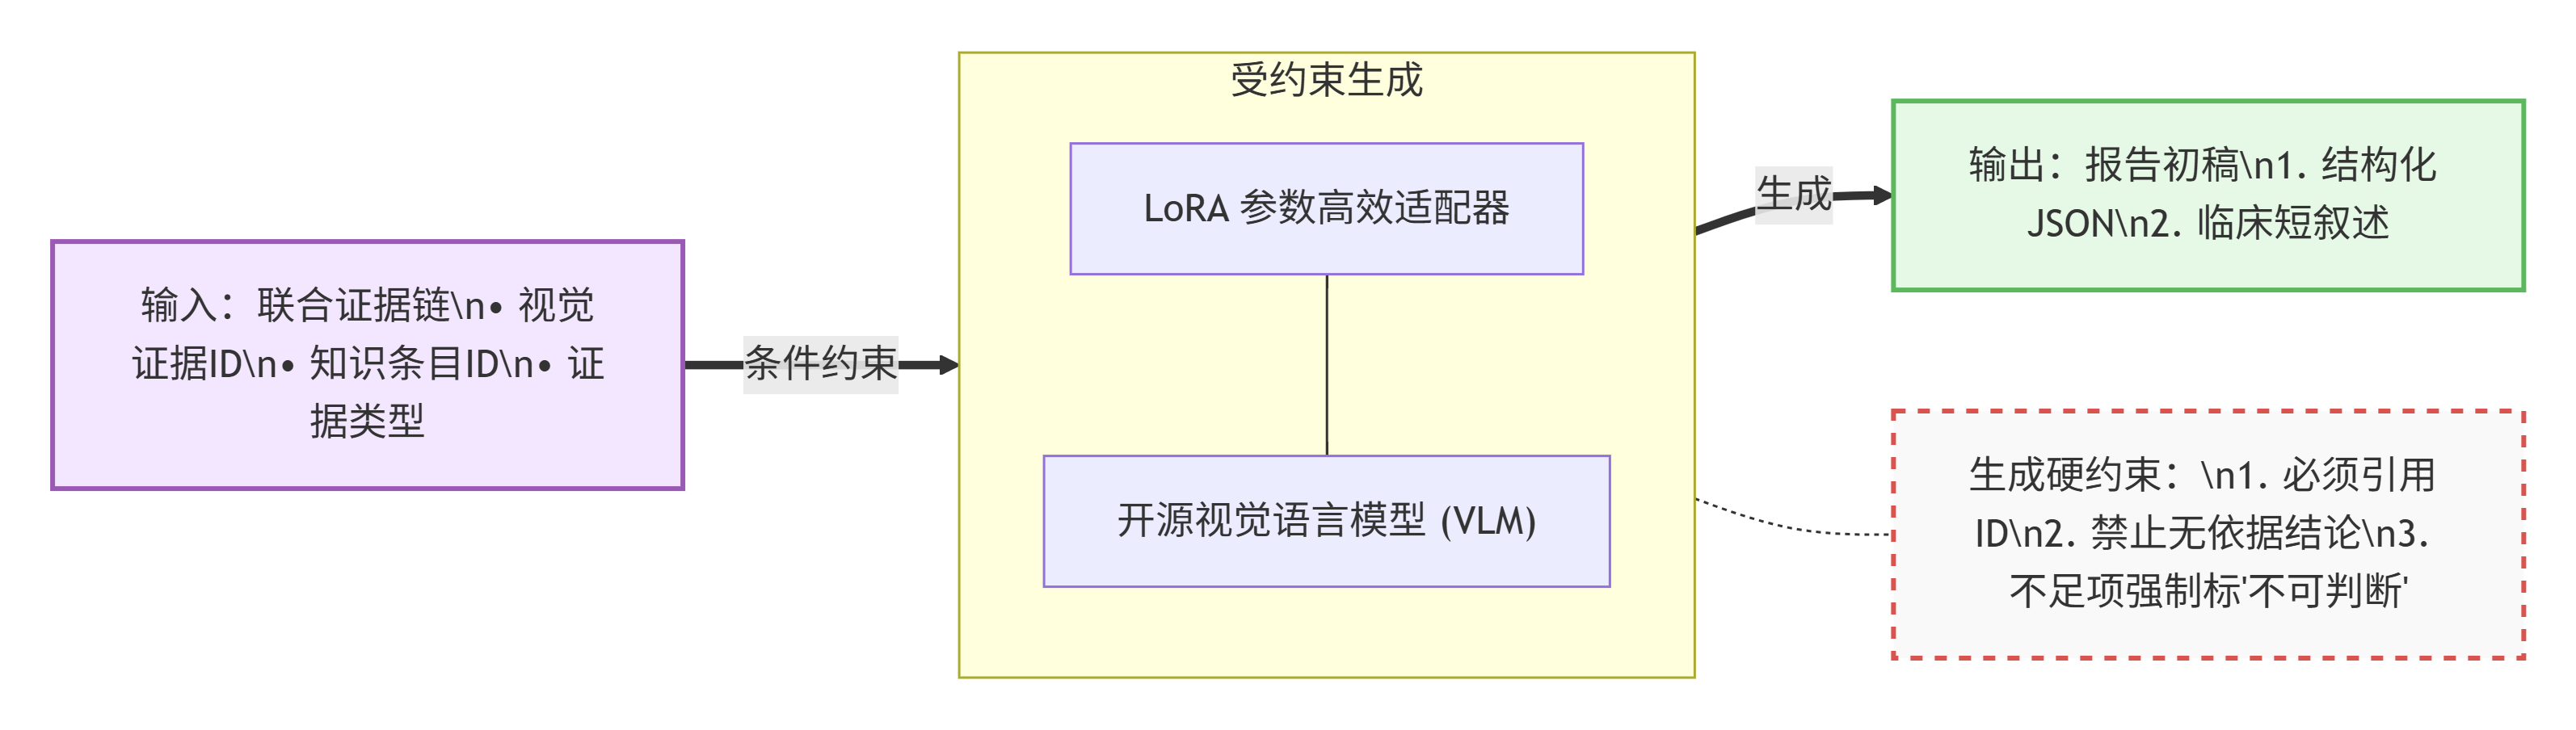 输入：联合证据链\n• 视觉
证据ID\n• 知识条目ID\n• 证
据类型
条件约束
受约束生成
LoRA 参数高效适配器
开源视觉语言模型 (VLM)
生成
输出：报告初稿\n1. 结构化
JSON\n2. 临床短叙述
生成硬约束：\n1. 必须引用
ID\n2. 禁止无依据结论\n3.
不足项强制标'不可判断'